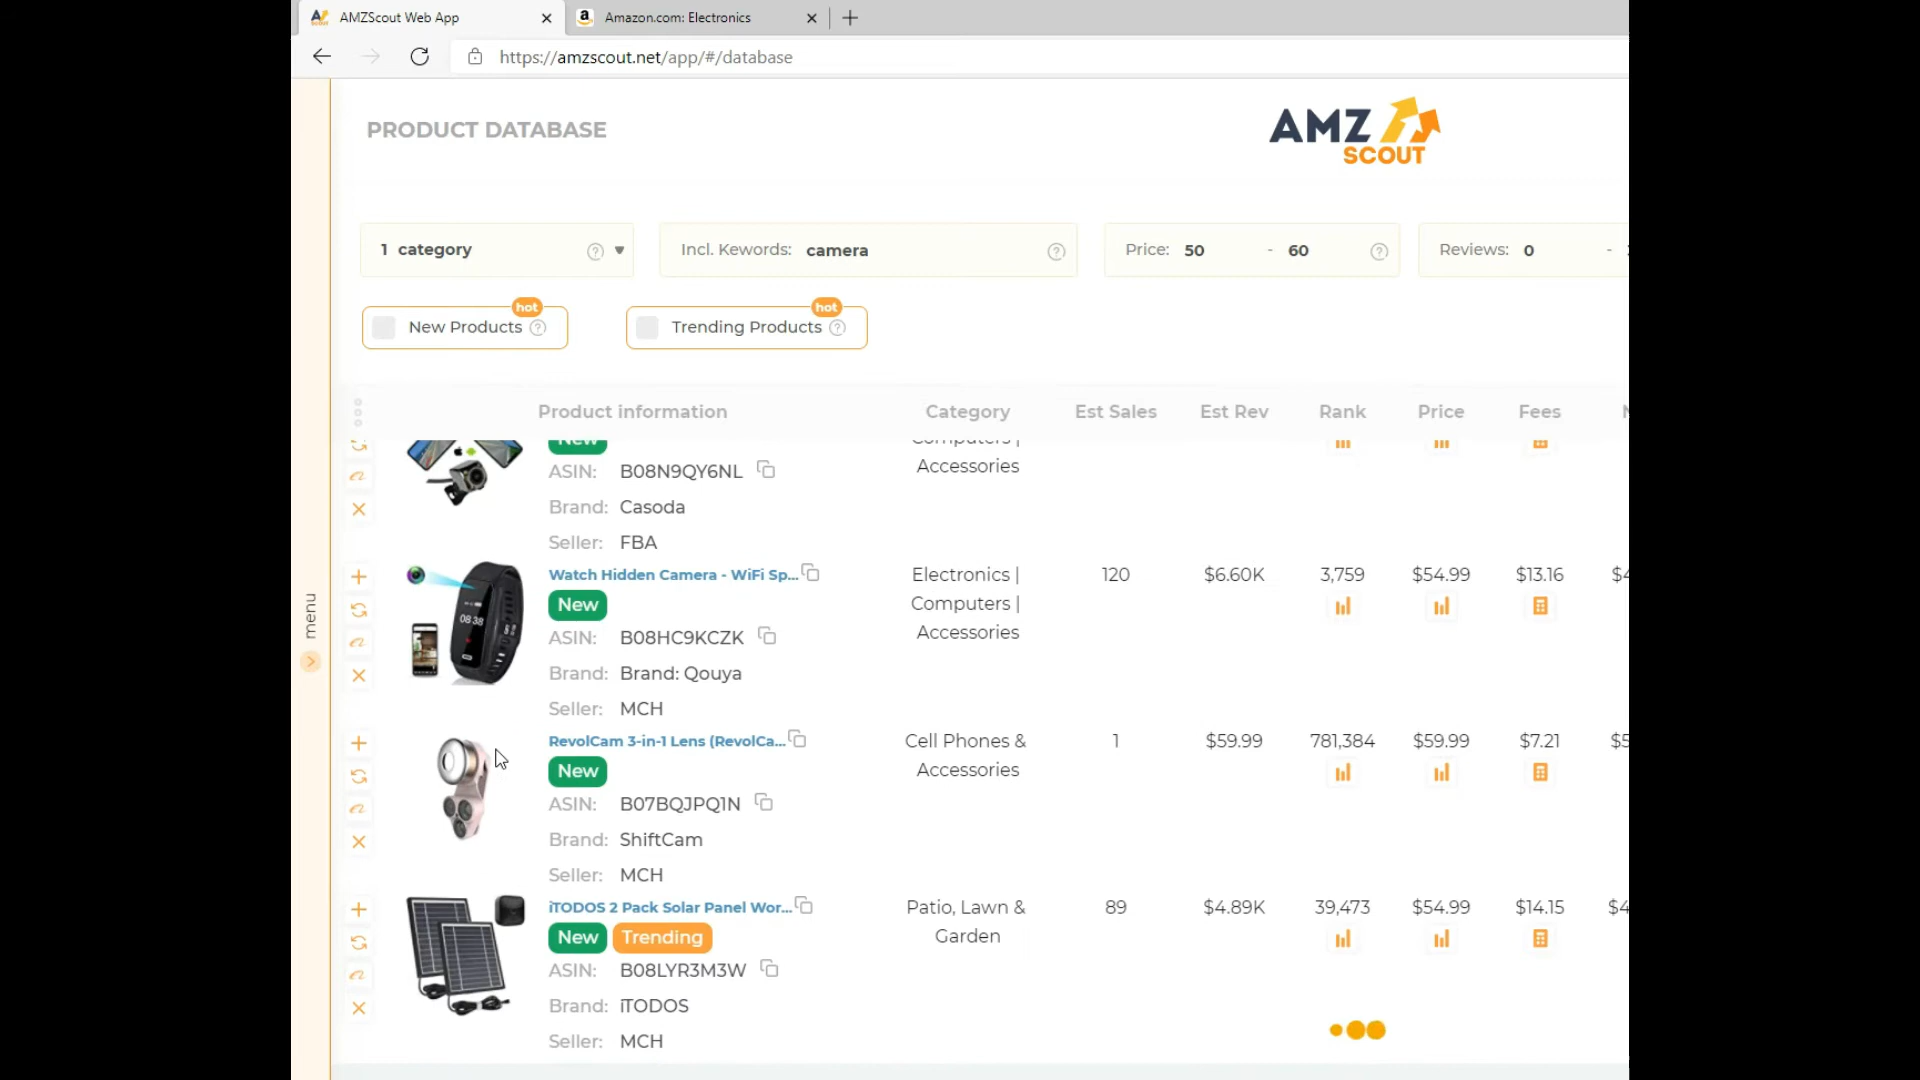 AMZScout Web App
Amazon.com: Electronics
https://amzscout.net/app/#/database
PRODUCT DATABASE
AMZ
SCOUT
1 category
Incl. Kewords: camera
Price: 50 - 60
Reviews: 0 -
hot
hot
New Products
Trending Products
Product information Category Est Sales Est Rev Rank Price Fees
New
Computers |
Accessories
ASIN: B08N9QY6NL
Brand: Casoda
Seller: FBA
Watch Hidden Camera - WiFi Sp...
New
ASIN: B08HC9KCZK
Brand: Brand: Qouya
Seller: MCH
Electronics |
Computers |
Accessories
120 $6.60K 3,759 $54.99 $13.16
08 38
menu
RevolCam 3-in-1 Lens (RevolCa...
New
ASIN: B07BQJPQ1N
Brand: ShiftCam
Seller: MCH
Cell Phones &
Accessories
1 $59.99 781,384 $59.99 $7.21
iTODOS 2 Pack Solar Panel Wor...
New Trending
ASIN: B08LYR3M3W
Brand: iTODOS
Seller: MCH
Patio, Lawn &
Garden
89 $4.89K 39,473 $54.99 $14.15